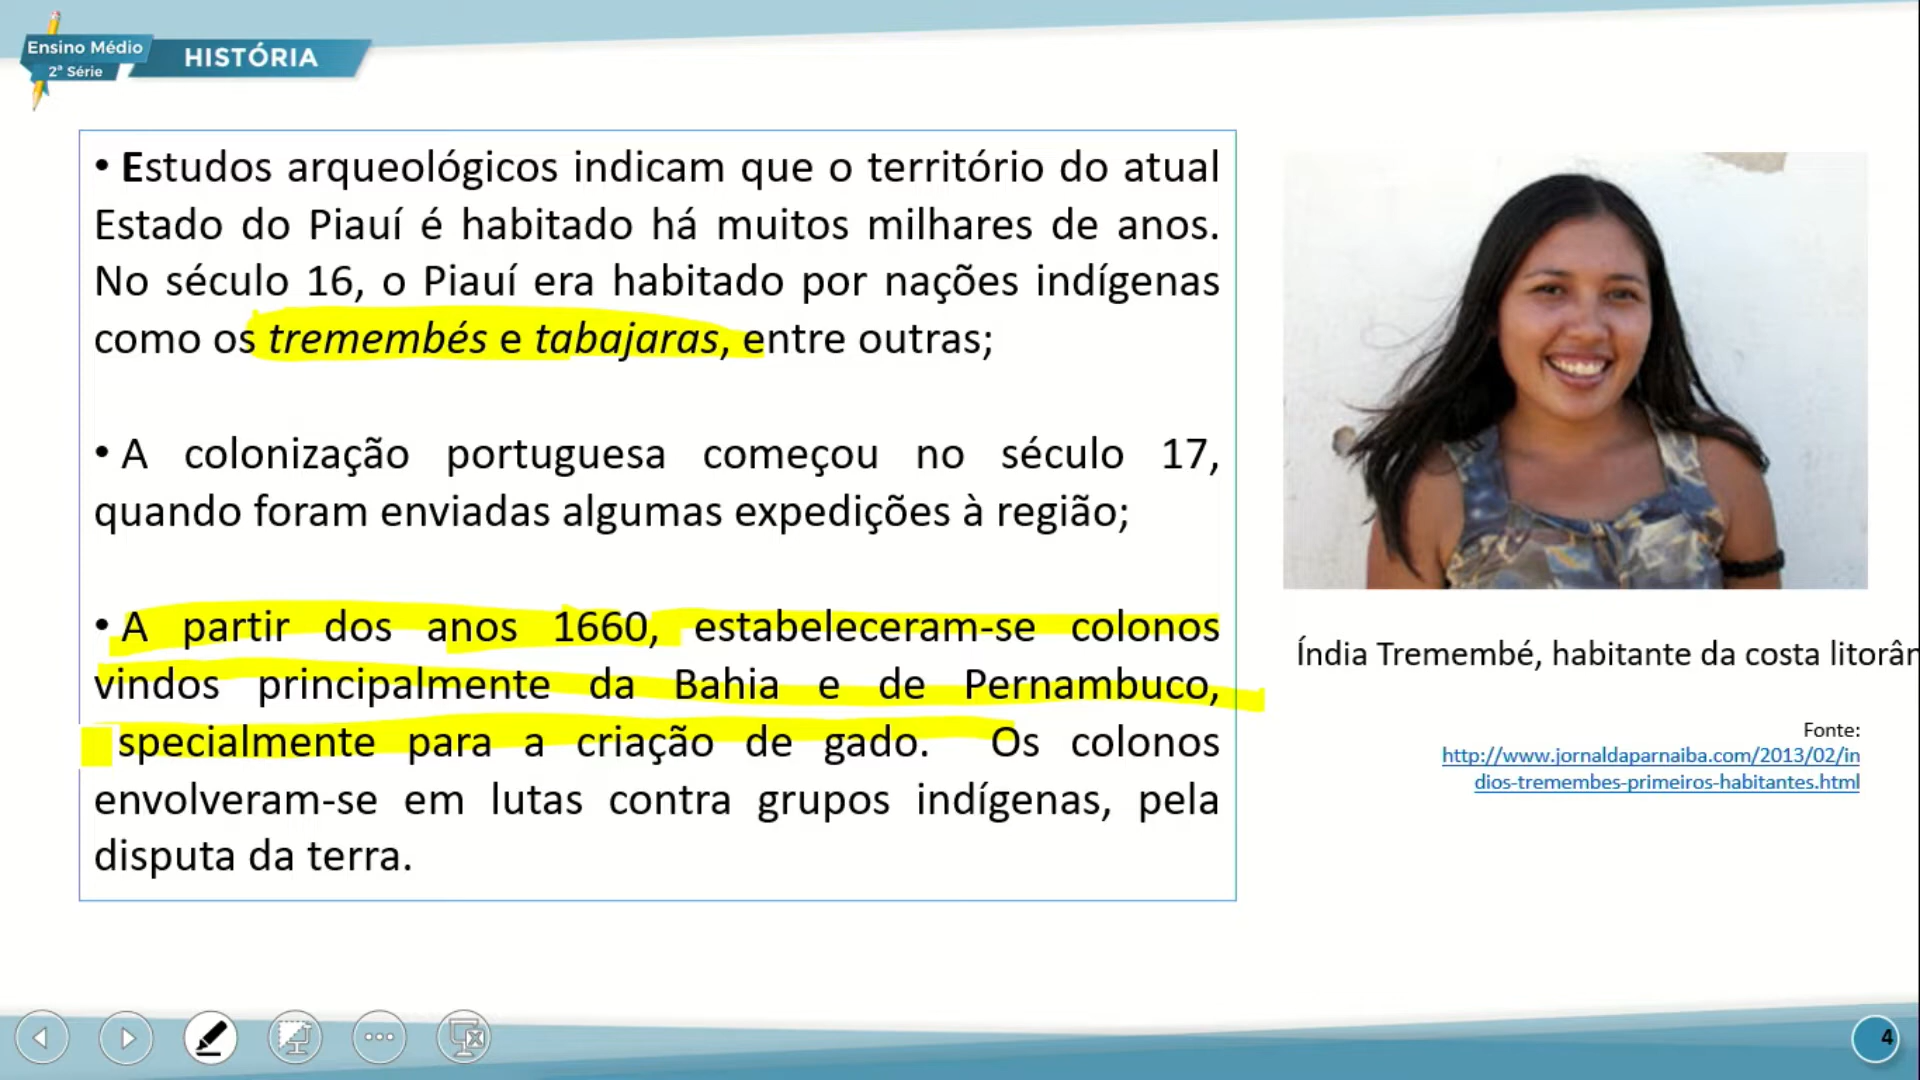 Ensino Médio
2ª Série
HISTÓRIA
• Estudos arqueológicos indicam que o território do atual
Estado do Piauí é habitado há muitos milhares de anos.
No século 16, o Piauí era habitado por nações indígenas
como os tremembés e tabajaras, entre outras;
• A colonização portuguesa começou no século 17,
quando foram enviadas algumas expedições à região;
• A partir dos anos 1660, estabeleceram-se colonos
vindos principalmente da Bahia e de Pernambuco,
specialmente para a criação de gado. Os colonos
envolveram-se em lutas contra grupos indígenas, pela
disputa da terra.
Índia Tremembé, habitante da costa
Fonte:
http://www.jornaldaparnaiba.com/2013/02/in
dios-tremembes-primeiros-habitantes.html
4